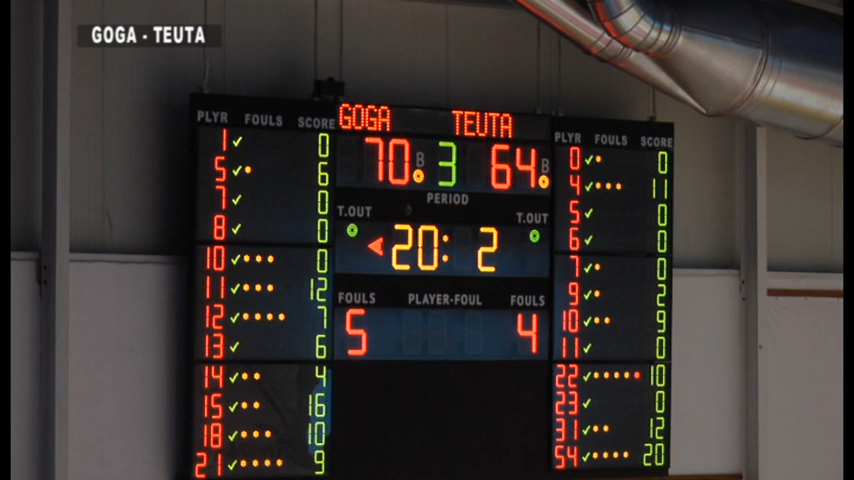 GOGA - TEUTA
GOGA TEUTA
PLYR FOULS SCORE
1 ✓ 0
5 ✓ 6
7 ✓ 0
8 ✓ 0
10 ✓ 0
11 ✓ 12
12 ✓ 7
13 ✓ 6
14 ✓ 4
15 ✓ 16
18 ✓ 10
21 ✓ 9
70 B 3 64 B
PERIOD
T.OUT T.OUT
20: 2
FOULS PLAYER-FOUL FOULS
5 4
PLYR FOULS SCORE
0 ✓ 0
4 ✓ 11
5 ✓ 0
6 ✓ 0
7 ✓ 0
9 ✓ 2
10 ✓ 9
11 ✓ 0
22 ✓ 10
23 ✓ 0
31 ✓ 12
54 ✓ 20